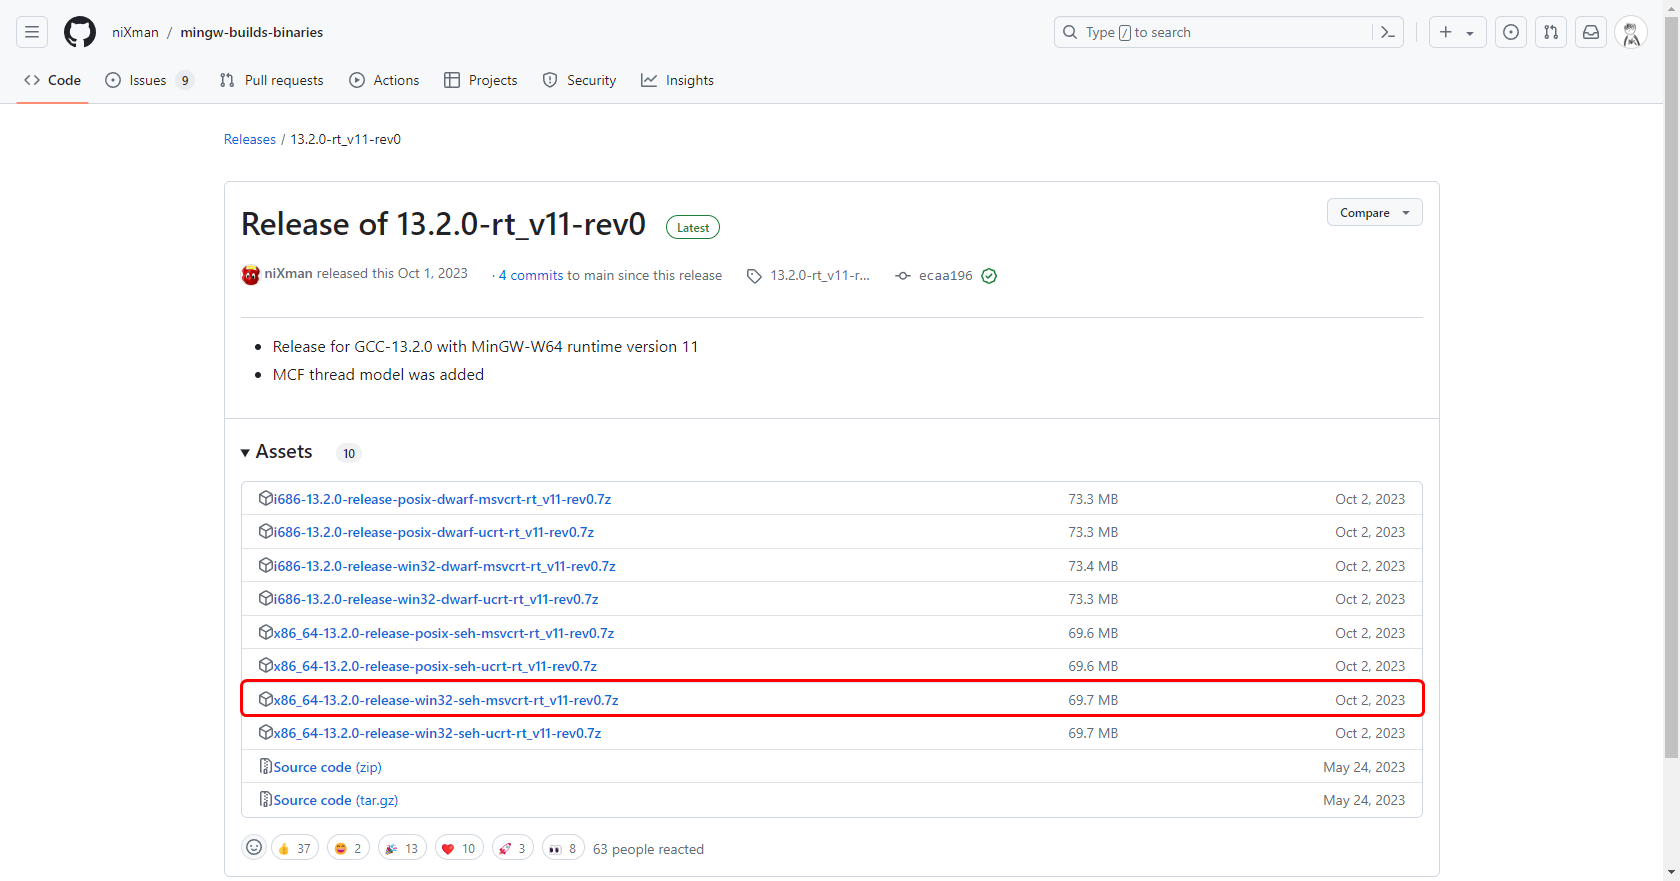 niXman / mingw-builds-binaries
Type / to search
Code
Issues 9
Pull requests
Actions
Projects
Security
Insights
Releases / 13.2.0-rt_v11-rev0
Release of 13.2.0-rt_v11-rev0 Latest
Compare
niXman released this Oct 1, 2023 · 4 commits to main since this release 13.2.0-rt_v11-r... ecaa196
• Release for GCC-13.2.0 with MinGW-W64 runtime version 11
• MCF thread model was added
Assets 10
i686-13.2.0-release-posix-dwarf-msvcrt-rt_v11-rev0.7z 73.3 MB Oct 2, 2023
i686-13.2.0-release-posix-dwarf-ucrt-rt_v11-rev0.7z 73.3 MB Oct 2, 2023
i686-13.2.0-release-win32-dwarf-msvcrt-rt_v11-rev0.7z 73.4 MB Oct 2, 2023
i686-13.2.0-release-win32-dwarf-ucrt-rt_v11-rev0.7z 73.3 MB Oct 2, 2023
x86_64-13.2.0-release-posix-seh-msvcrt-rt_v11-rev0.7z 69.6 MB Oct 2, 2023
x86_64-13.2.0-release-posix-seh-ucrt-rt_v11-rev0.7z 69.6 MB Oct 2, 2023
x86_64-13.2.0-release-win32-seh-msvcrt-rt_v11-rev0.7z 69.7 MB Oct 2, 2023
x86_64-13.2.0-release-win32-seh-ucrt-rt_v11-rev0.7z 69.7 MB Oct 2, 2023
Source code (zip) May 24, 2023
Source code (tar.gz) May 24, 2023
👍 37 😄 2 🎉 13 ❤️ 10 🚀 3 👀 8 63 people reacted